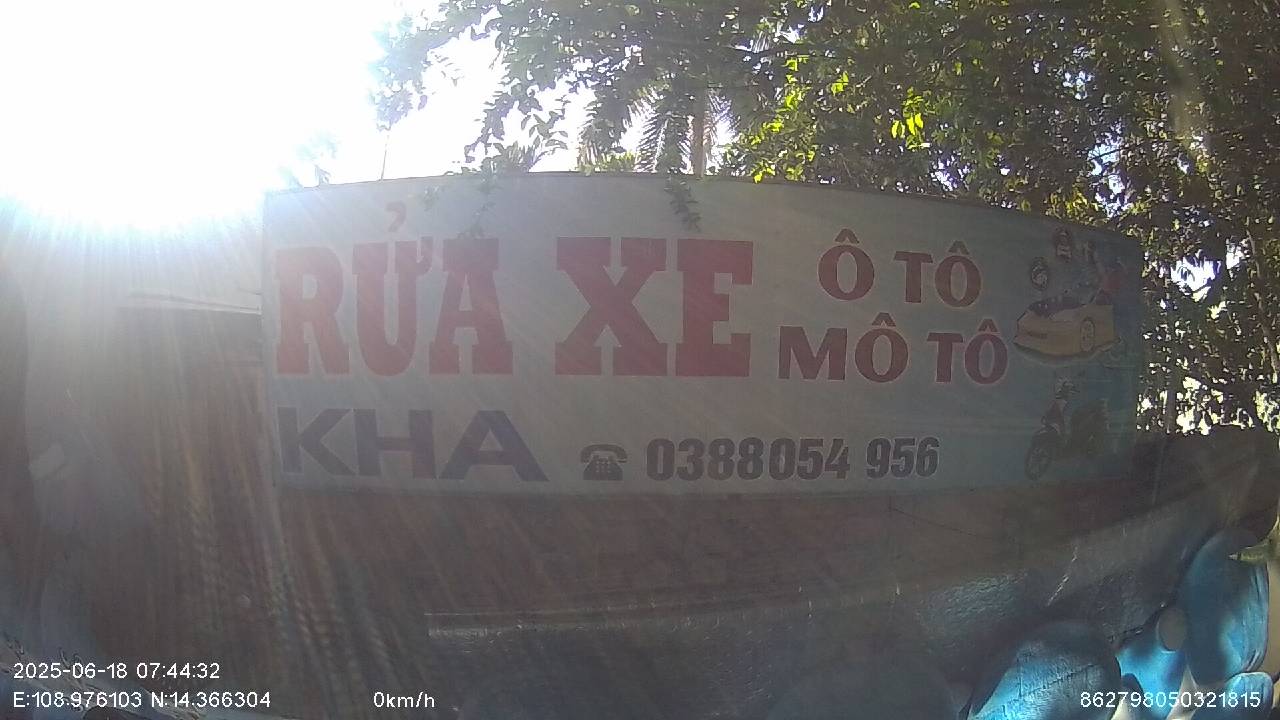 RỬA XE
Ô TÔ
MÔ TÔ
KHA
0388054 956
2025-06-18 07:44:32
E:108.976103 N:14.366304
0km/h
862798050321815